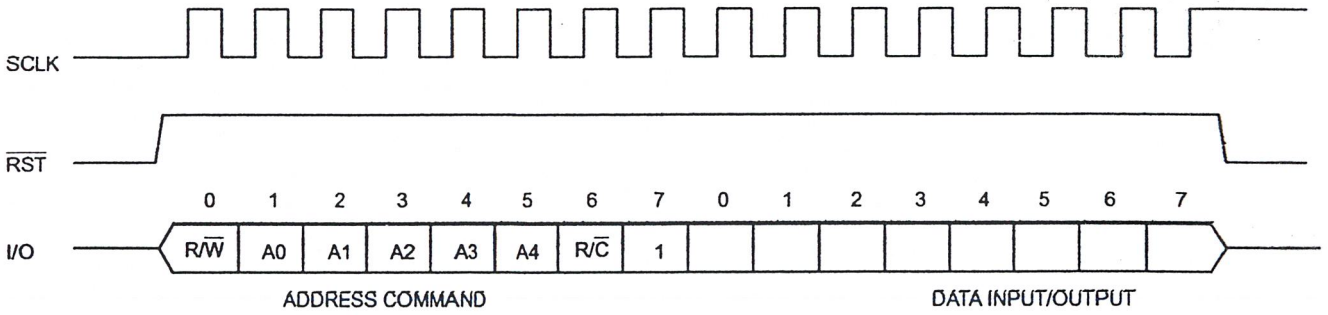 SCLK
R̅S̅T̅
0 1 2 3 4 5 6 7 0 1 2 3 4 5 6 7
I/O R/W̅ A0 A1 A2 A3 A4 R/C̅ 1
ADDRESS COMMAND DATA INPUT/OUTPUT